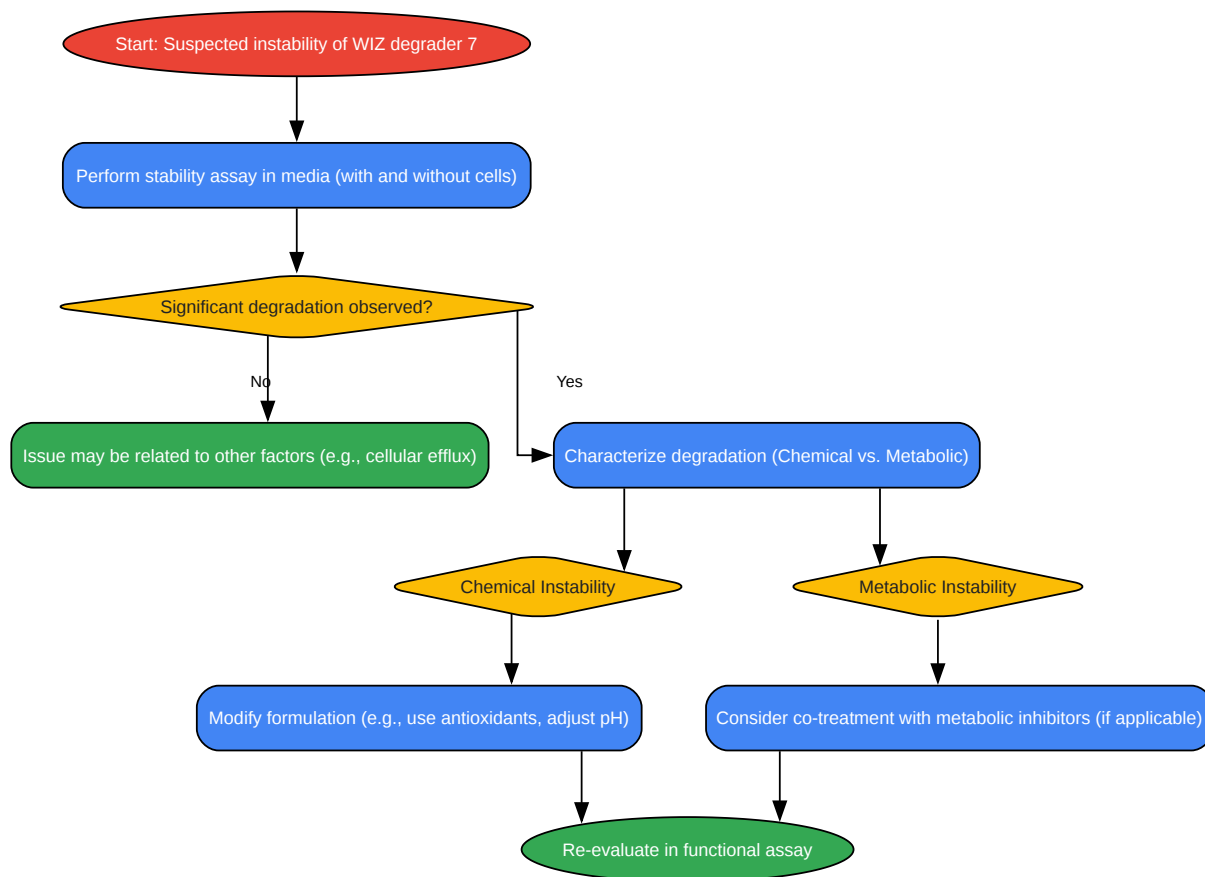 Start: Suspected instability of WIZ degrader 7
Perform stability assay in media (with and without cells)
Significant degradation observed?
No
Yes
Issue may be related to other factors (e.g., cellular efflux)
Characterize degradation (Chemical vs. Metabolic)
Chemical Instability
Metabolic Instability
Modify formulation (e.g., use antioxidants, adjust pH)
Consider co-treatment with metabolic inhibitors (if applicable)
Re-evaluate in functional assay